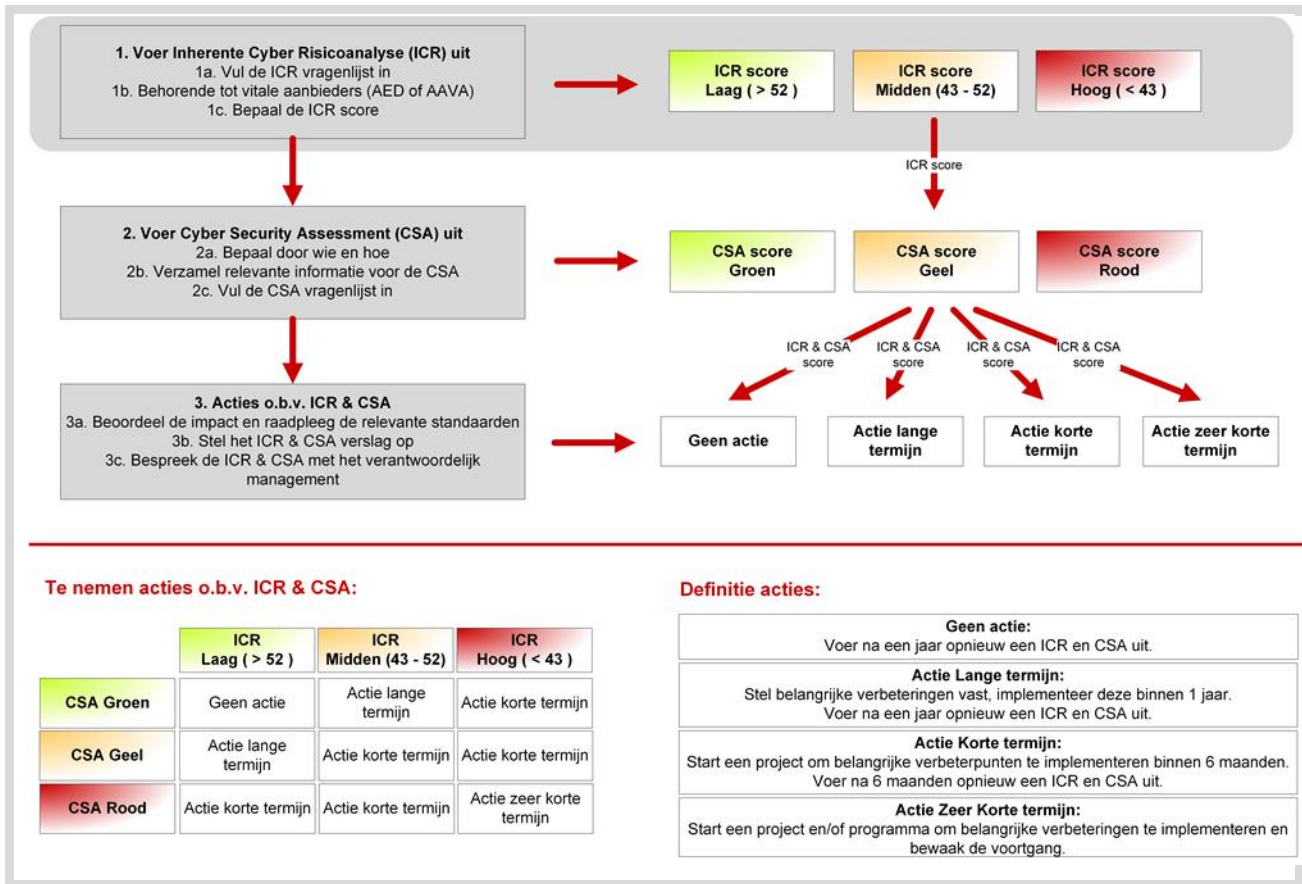 1. Voer Inherente Cyber Risicoanalyse (ICR) uit
1a. Vul de ICR vragenlijst in
1b. Behorende tot vitale aanbieders (AED of AAVA)
1c. Bepaal de ICR score
ICR score
Laag ( > 52 )
ICR score
Midden (43 - 52)
ICR score
Hoog ( < 43 )
ICR score
2. Voer Cyber Security Assessment (CSA) uit
2a. Bepaal door wie en hoe
2b. Verzamel relevante informatie voor de CSA
2c. Vul de CSA vragenlijst in
CSA score
Groen
CSA score
Geel
CSA score
Rood
ICR & CSA
score
ICR & CSA
score
ICR & CSA
score
ICR & CSA
score
3. Acties o.b.v. ICR & CSA
3a. Beoordeel de impact en raadpleeg de relevante standaarden
3b. Stel het ICR & CSA verslag op
3c. Bespreek de ICR & CSA met het verantwoordelijk
management
Geen actie
Actie lange
termijn
Actie korte
termijn
Actie zeer korte
termijn
Te nemen acties o.b.v. ICR & CSA:
ICR
Laag ( > 52 )
ICR
Midden (43 - 52)
ICR
Hoog ( < 43 )
CSA Groen
Geen actie
Actie lange
termijn
Actie korte termijn
CSA Geel
Actie lange
termijn
Actie korte termijn
Actie korte termijn
CSA Rood
Actie korte termijn
Actie korte termijn
Actie zeer korte
termijn
Definitie acties:
Geen actie:
Voer na een jaar opnieuw een ICR en CSA uit.
Actie Lange termijn:
Stel belangrijke verbeteringen vast, implementeer deze binnen 1 jaar.
Voer na een jaar opnieuw een ICR en CSA uit.
Actie Korte termijn:
Start een project om belangrijke verbeterpunten te implementeren binnen 6 maanden.
Voer na 6 maanden opnieuw een ICR en CSA uit.
Actie Zeer Korte termijn:
Start een project en/of programma om belangrijke verbeteringen te implementeren en
bewaak de voortgang.